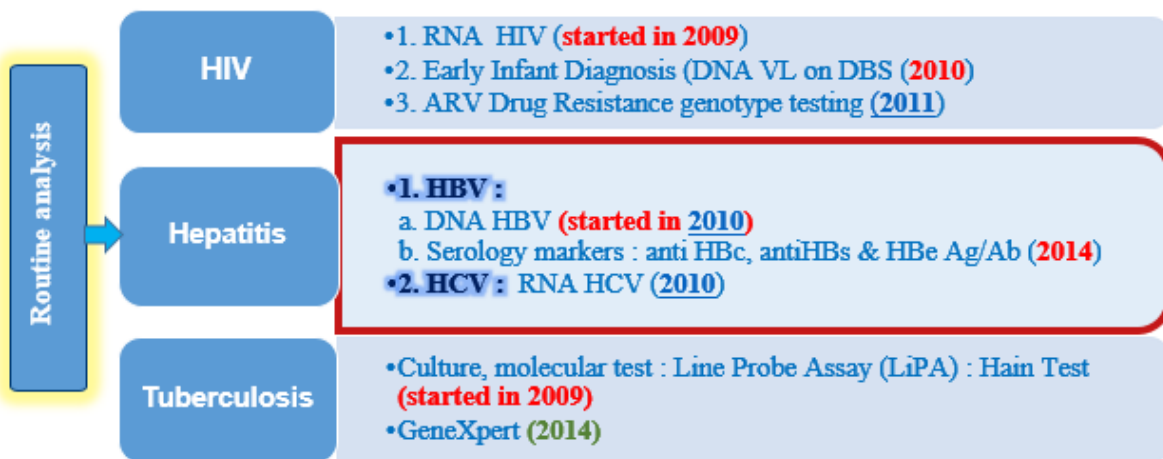 Routine analysis
HIV
•1. RNA HIV (started in 2009)
•2. Early Infant Diagnosis (DNA VL on DBS (2010)
•3. ARV Drug Resistance genotype testing (2011)
Hepatitis
•1. HBV :
a. DNA HBV (started in 2010)
b. Serology markers : anti HBc, antiHBs & HBe Ag/Ab (2014)
•2. HCV : RNA HCV (2010)
Tuberculosis
•Culture, molecular test : Line Probe Assay (LiPA) : Hain Test
(started in 2009)
•GeneXpert (2014)